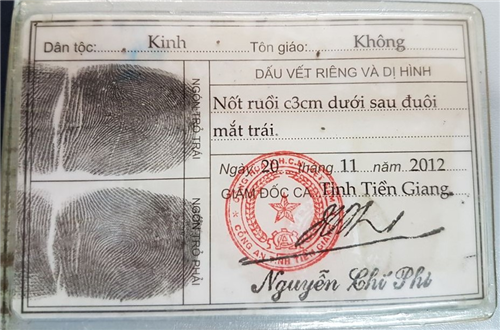 Dân tộc: Kinh Tôn giáo: Không
NGÓN TRỎ TRÁI
NGÓN TRỎ PHẢI
DẤU VẾT RIÊNG VÀ DỊ HÌNH
Nốt ruồi c3cm dưới sau đuôi
mắt trái.
Ngày 20 tháng 11 năm 2012
GIÁM ĐỐC CA Tỉnh Tiền Giang
CÔNG AN TỈNH TIỀN GIANG
Nguyễn Chí Phi